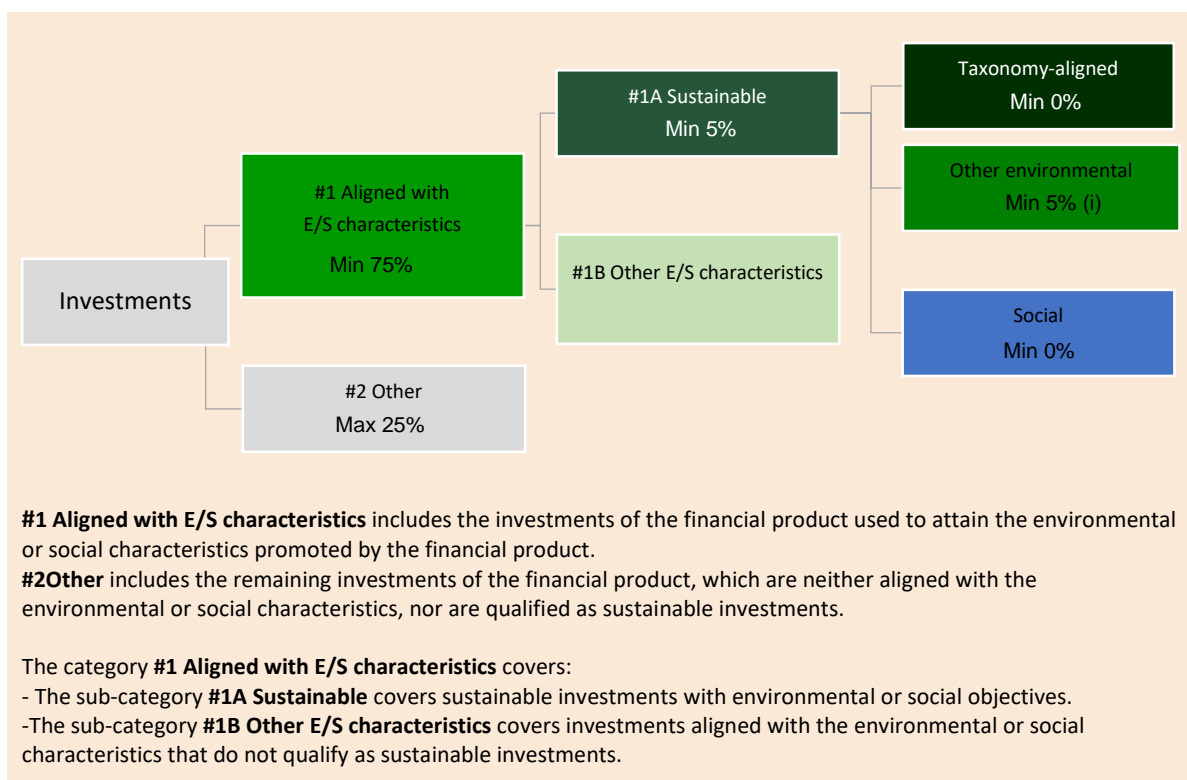 Taxonomy-aligned
Min 0%
#1A Sustainable
Min 5%
Other environmental
Min 5% (i)
#1 Aligned with
E/S characteristics
Min 75%
#1B Other E/S characteristics
Investments
Social
Min 0%
#2 Other
Max 25%
#1 Aligned with E/S characteristics includes the investments of the financial product used to attain the environmental
or social characteristics promoted by the financial product.
#2Other includes the remaining investments of the financial product, which are neither aligned with the
environmental or social characteristics, nor are qualified as sustainable investments.
The category #1 Aligned with E/S characteristics covers:
- The sub-category #1A Sustainable covers sustainable investments with environmental or social objectives.
-The sub-category #1B Other E/S characteristics covers investments aligned with the environmental or social
characteristics that do not qualify as sustainable investments.